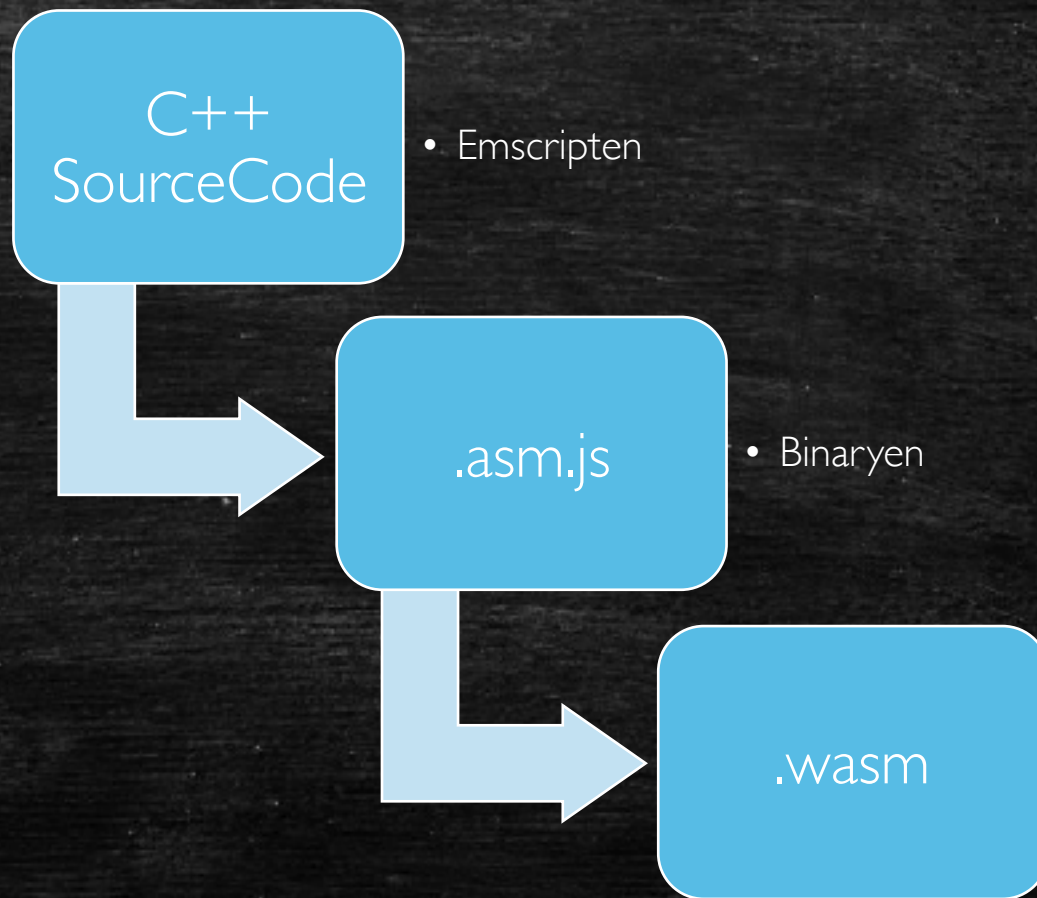 C++
SourceCode
• Emscripten
.asm.js
• Binaryen
.wasm